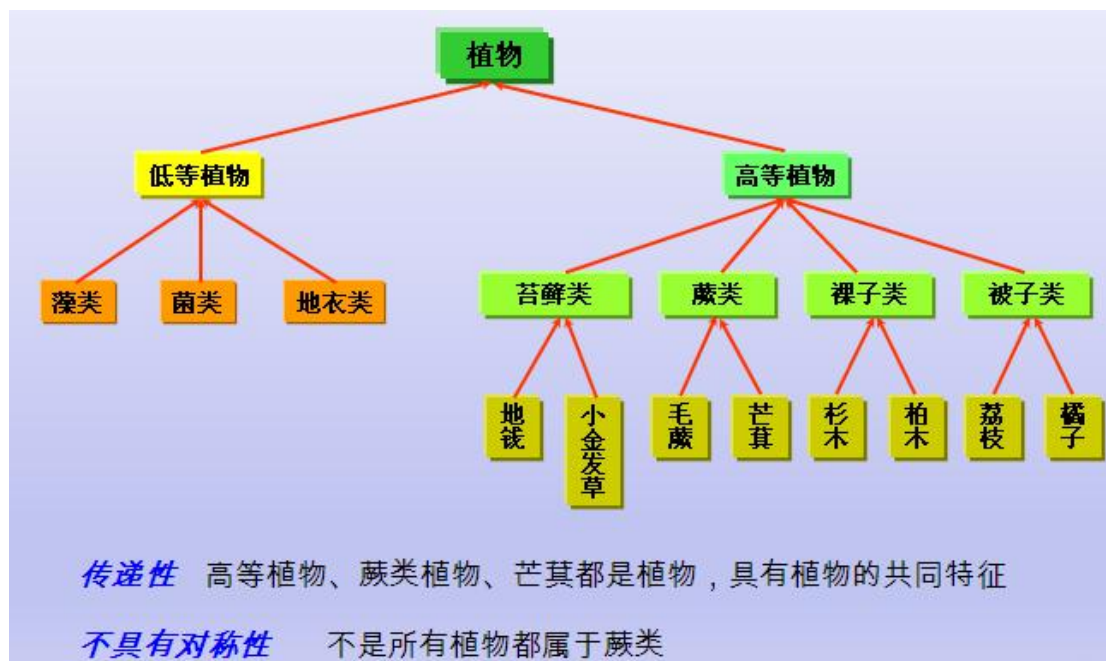 植物
低等植物
高等植物
藻类
菌类
地衣类
苔藓类
蕨类
裸子类
被子类
地钱
小金发草
毛蕨
芒萁
杉木
柏木
荔枝
橘子
传递性 高等植物、蕨类植物、芒萁都是植物，具有植物的共同特征
不具有对称性 不是所有植物都属于蕨类